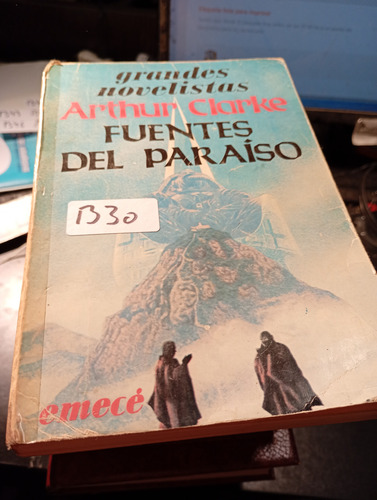 grandes
novelistas
Arthur Clarke
FUENTES
DEL PARAÍSO
B30
emecé